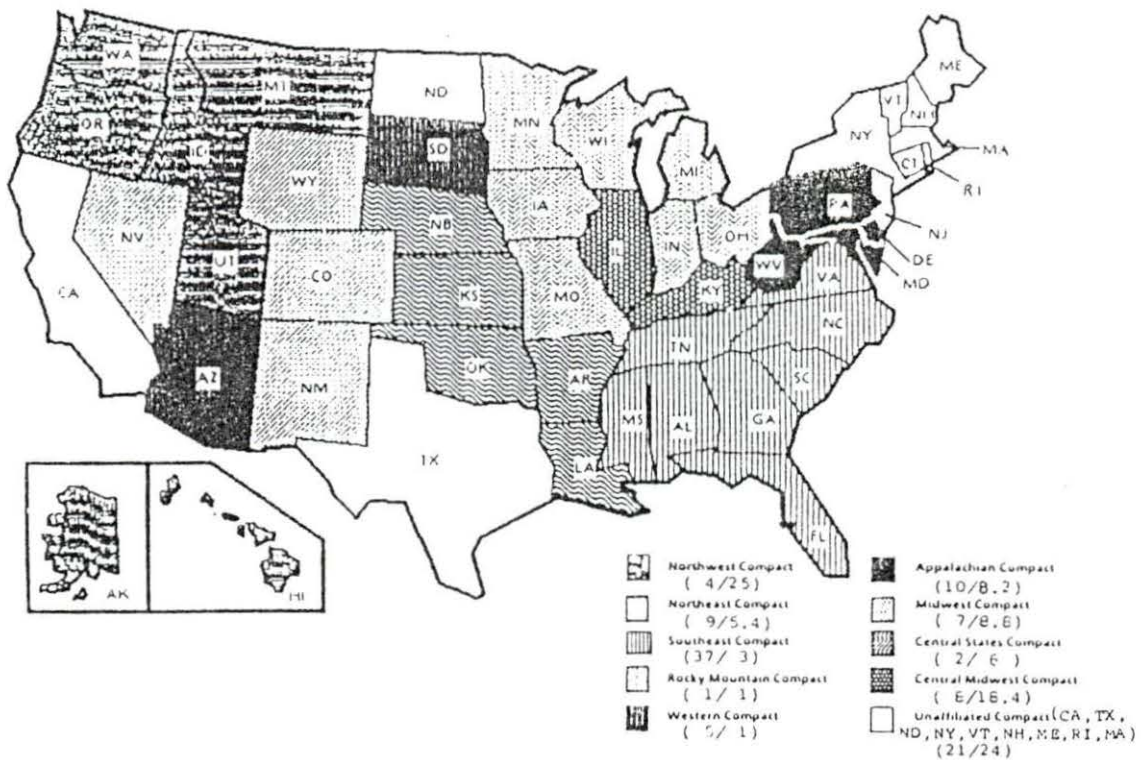 WA
MT
ND
OR
ID
SD
MN
WI
MI
WY
IA
NB
NV
UT
CO
CA
KS
MO
IL
IN
OH
KY
WV
PA
VA
NC
TN
SC
AZ
NM
OK
AR
MS
AL
GA
TX
LA
FL
ME
VT
NH
NY
MA
CT
RI
NJ
DE
MD
AK
HI
Northwest Compact
( 4/25)
Northeast Compact
( 9/5.4)
Southeast Compact
(37/ 3)
Rocky Mountain Compact
( 1/ 1)
Western Compact
( 5/ 1)
Appalachian Compact
(10/8.2)
Midwest Compact
( 7/8.8)
Central States Compact
( 2/ 6 )
Central Midwest Compact
( 8/18.4)
Unaffiliated Compact(CA,TX,
ND,NY,VT,NH,ME,RI,MA)
(21/24)